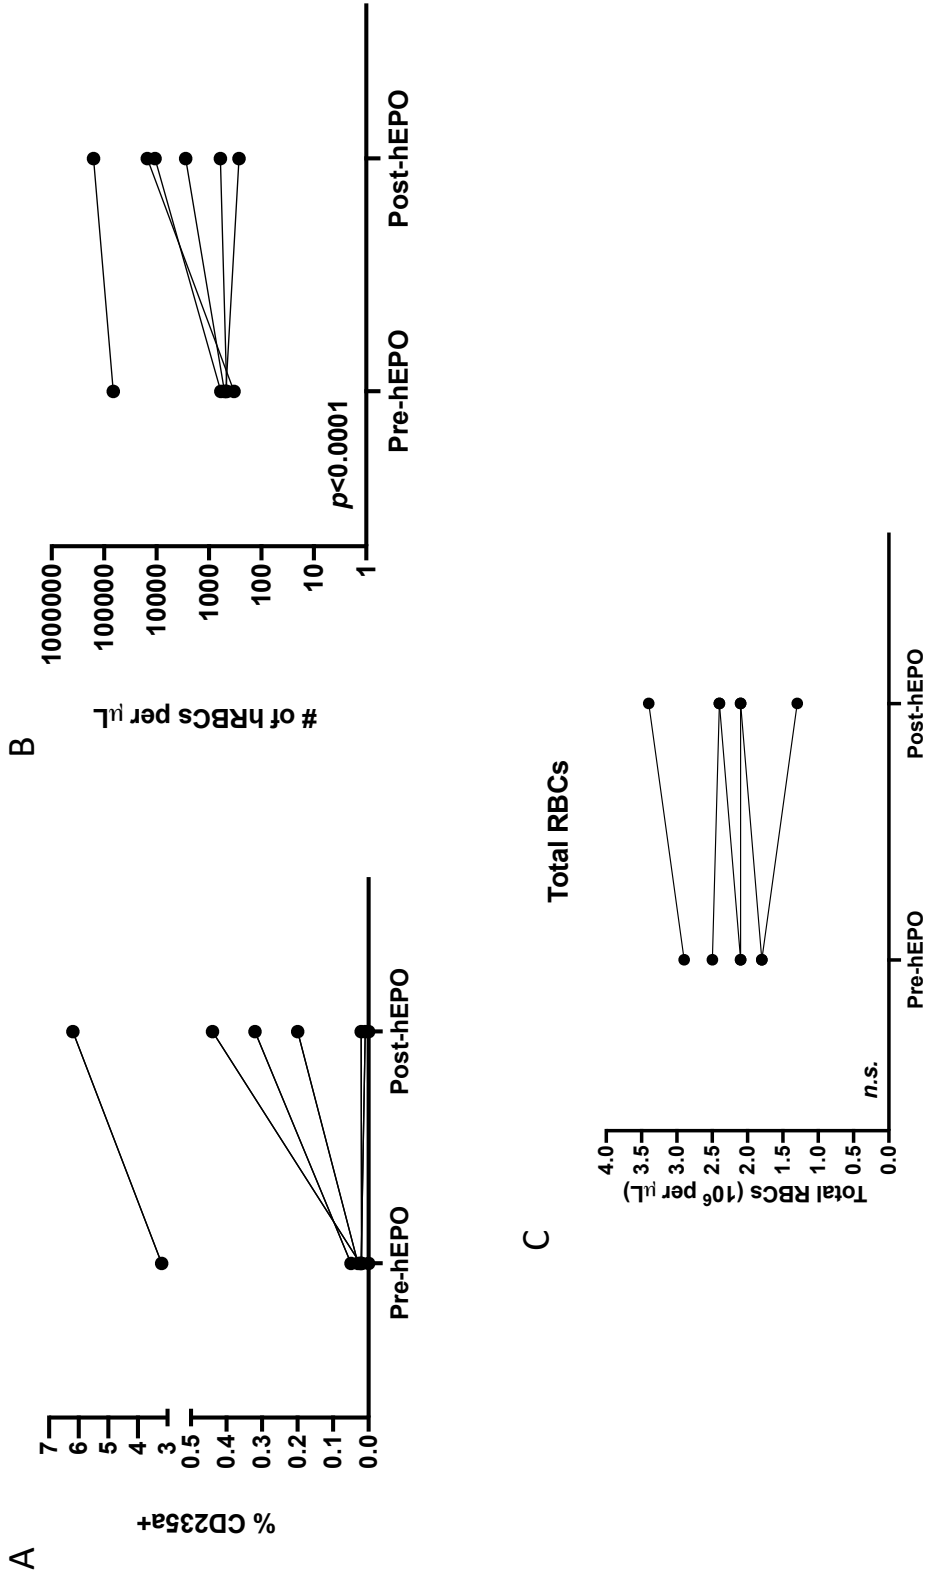 A
% CD235a+
7
6
5
4
3
0.5
0.4
0.3
0.2
0.1
0.0
Pre-hEPO
Post-hEPO
B
# of hRBCs per μL
1000000
100000
10000
1000
100
10
1
p<0.0001
Pre-hEPO
Post-hEPO
C
Total RBCs
Total RBCs (10⁶ per μL)
4.0
3.5
3.0
2.5
2.0
1.5
1.0
0.5
0.0
n.s.
Pre-hEPO
Post-hEPO